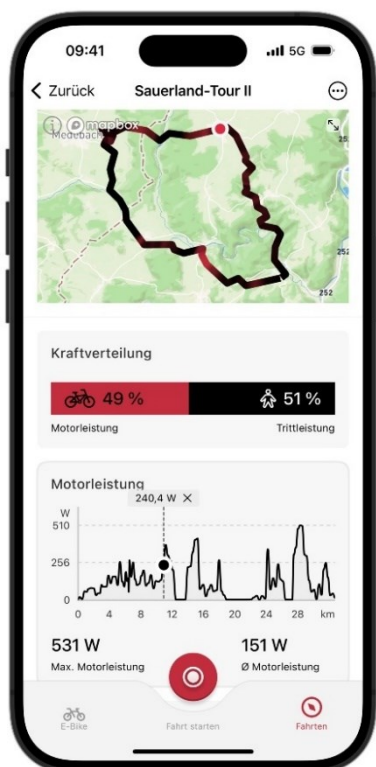 09:41
5G
Zurück
Sauerland-Tour II
mapbox
Medebach
252
252
252
Kraftverteilung
49 %
51 %
Motorleistung
Trittleistung
Motorleistung
240,4 W ×
W
510
256
0
0 4 8 12 16 20 24 28 km
531 W
151 W
Max. Motorleistung
Ø Motorleistung
E-Bike
Fahrt starten
Fahrten